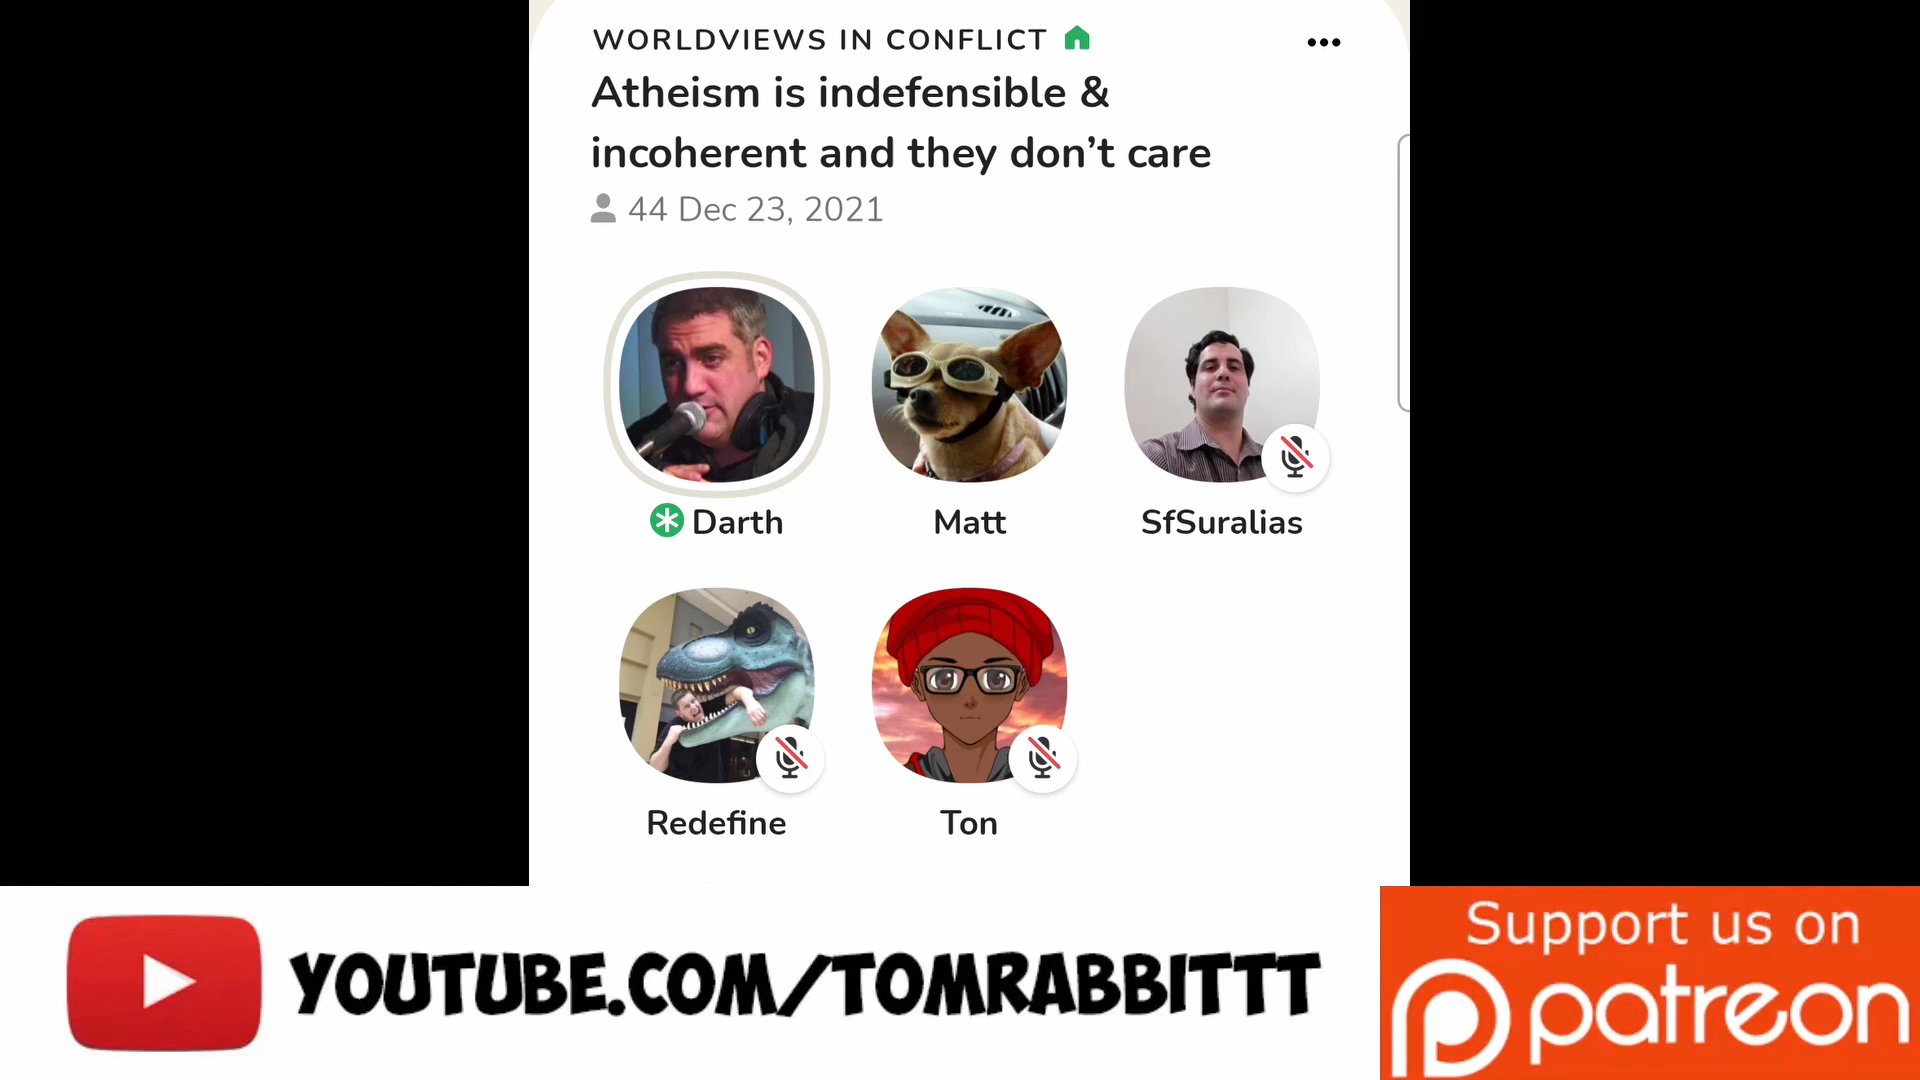 WORLDVIEWS IN CONFLICT
Atheism is indefensible &
incoherent and they don’t care
44 Dec 23, 2021
Darth
Matt
SfSuralias
Redefine
Ton
YOUTUBE.COM/TOMRABBITTT
Support us on
patreon